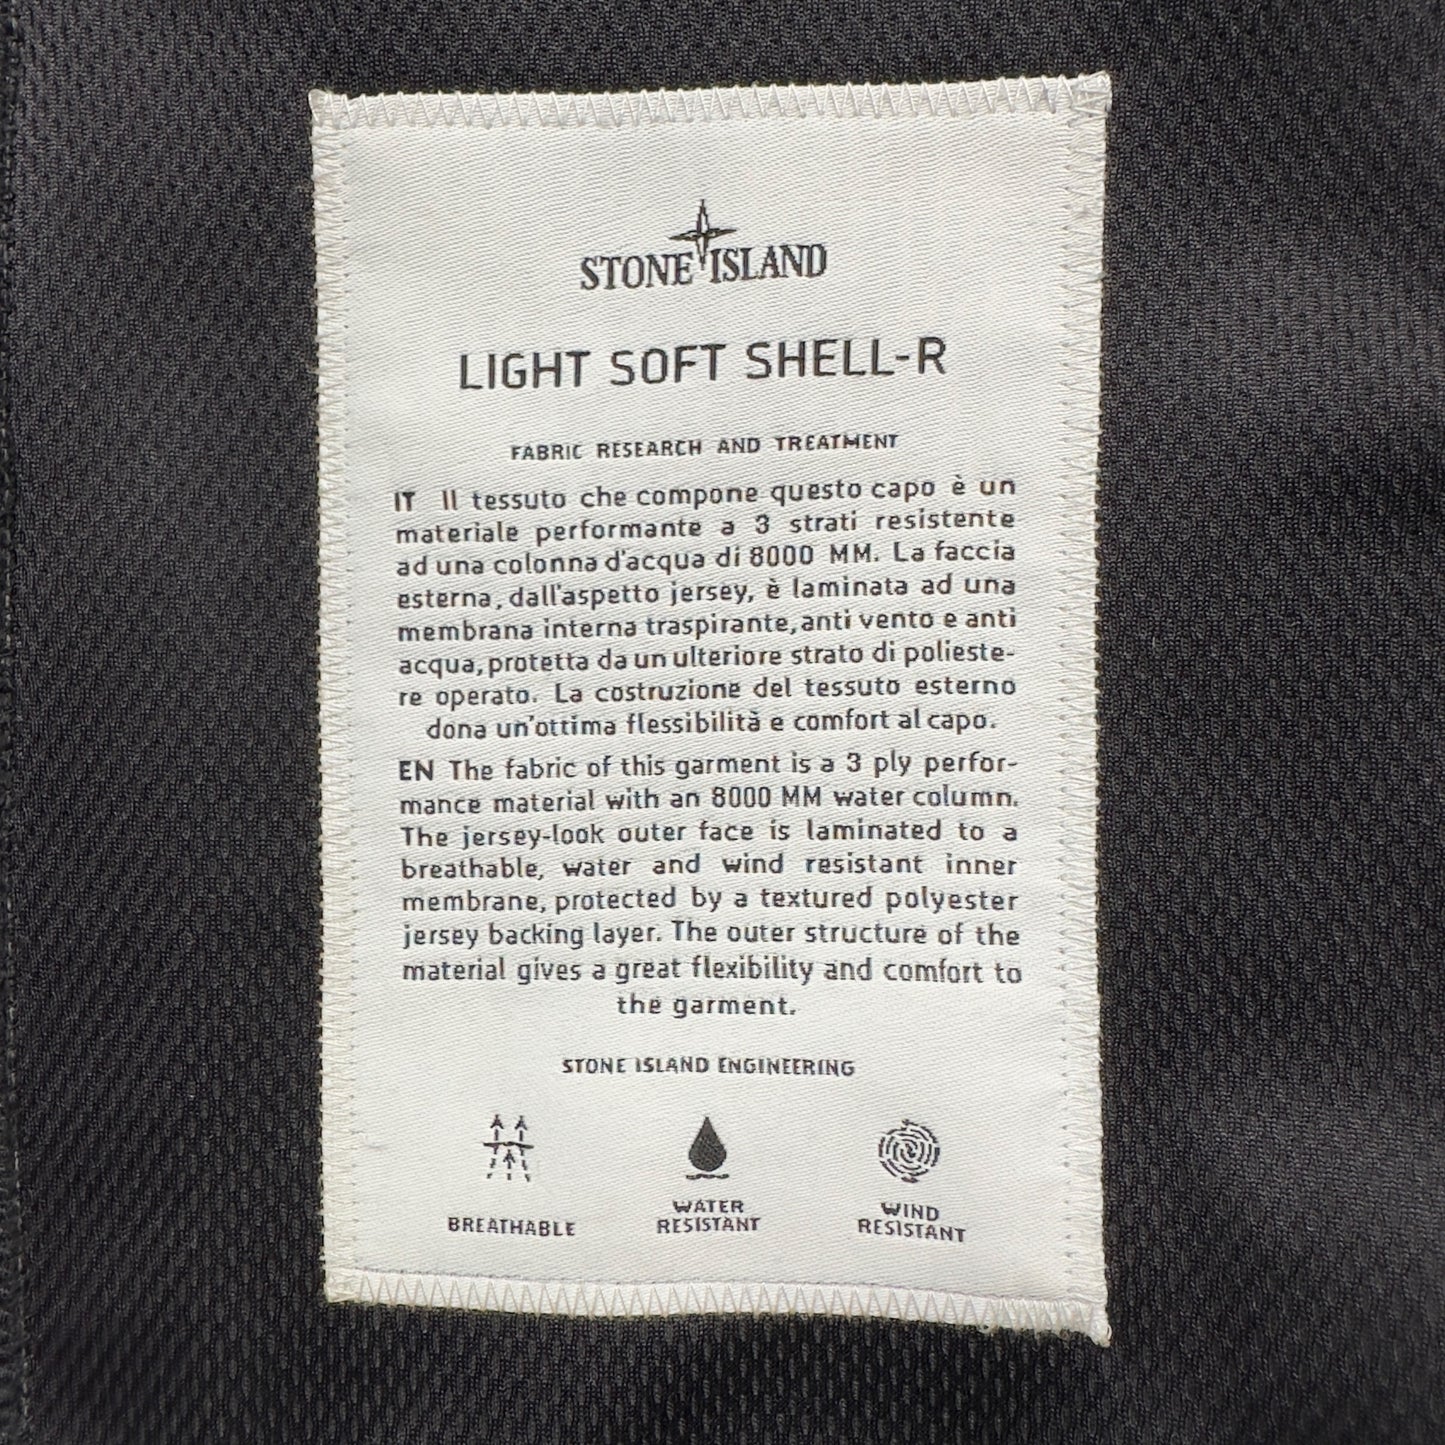 STONE ISLAND
LIGHT SOFT SHELL-R
FABRIC RESEARCH AND TREATMENT
IT Il tessuto che compone questo capo è un
materiale performante a 3 strati resistente
ad una colonna d'acqua di 8000 MM. La faccia
esterna, dall'aspetto jersey, è laminata ad una
membrana interna traspirante, anti vento e anti
acqua, protetta da un ulteriore strato di polieste-
re operato. La costruzione del tessuto esterno
dona un'ottima flessibilità e comfort al capo.
EN The fabric of this garment is a 3 ply perfor-
mance material with an 8000 MM water column.
The jersey-look outer face is laminated to a
breathable, water and wind resistant inner
membrane, protected by a textured polyester
jersey backing layer. The outer structure of the
material gives a great flexibility and comfort to
the garment.
STONE ISLAND ENGINEERING
BREATHABLE
WATER
RESISTANT
WIND
RESISTANT